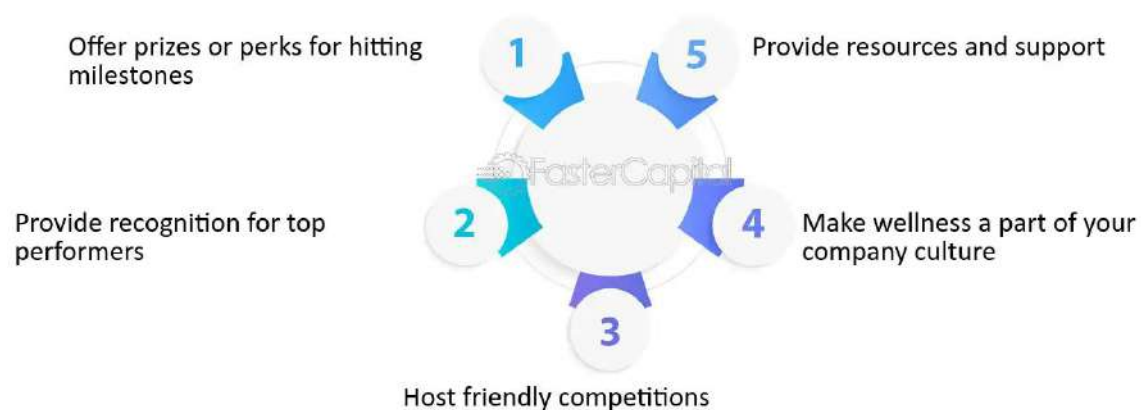 1
Offer prizes or perks for hitting
milestones
2
Provide recognition for top
performers
3
Host friendly competitions
4
Make wellness a part of your
company culture
5
Provide resources and support
FasterCapital